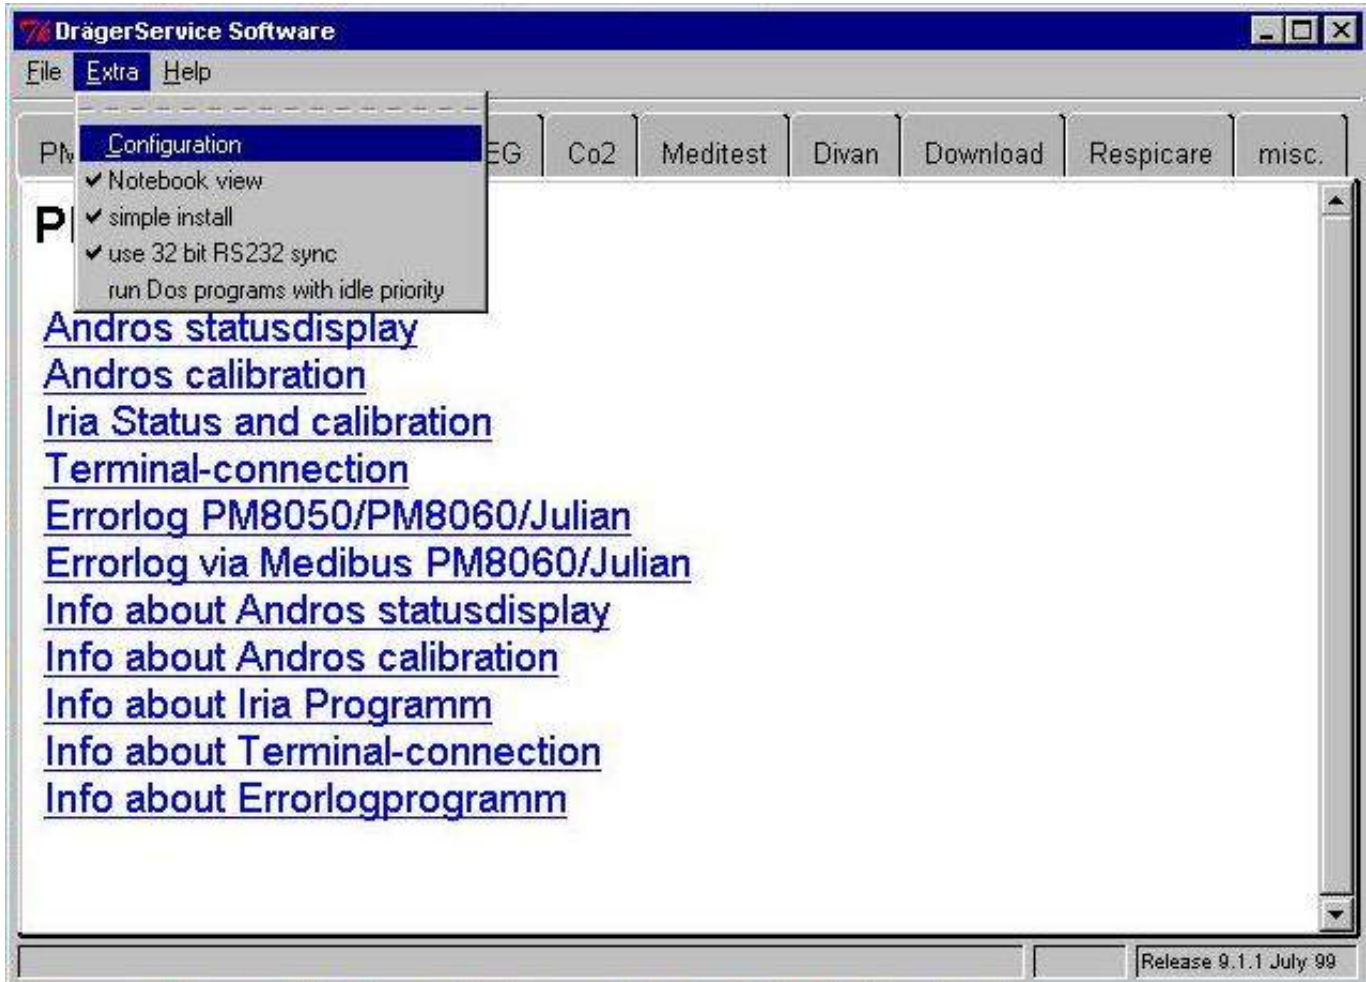 DrägerService Software
File Extra Help
Configuration
Notebook view
simple install
use 32 bit RS232 sync
run Dos programs with idle priority
Co2 Meditest Divan Download Respicare misc.
Andros statusdisplay
Andros calibration
Iria Status and calibration
Terminal-connection
Errorlog PM8050/PM8060/Julian
Errorlog via Medibus PM8060/Julian
Info about Andros statusdisplay
Info about Andros calibration
Info about Iria Programm
Info about Terminal-connection
Info about Errorlogprogramm
Release 9.1.1 July 99